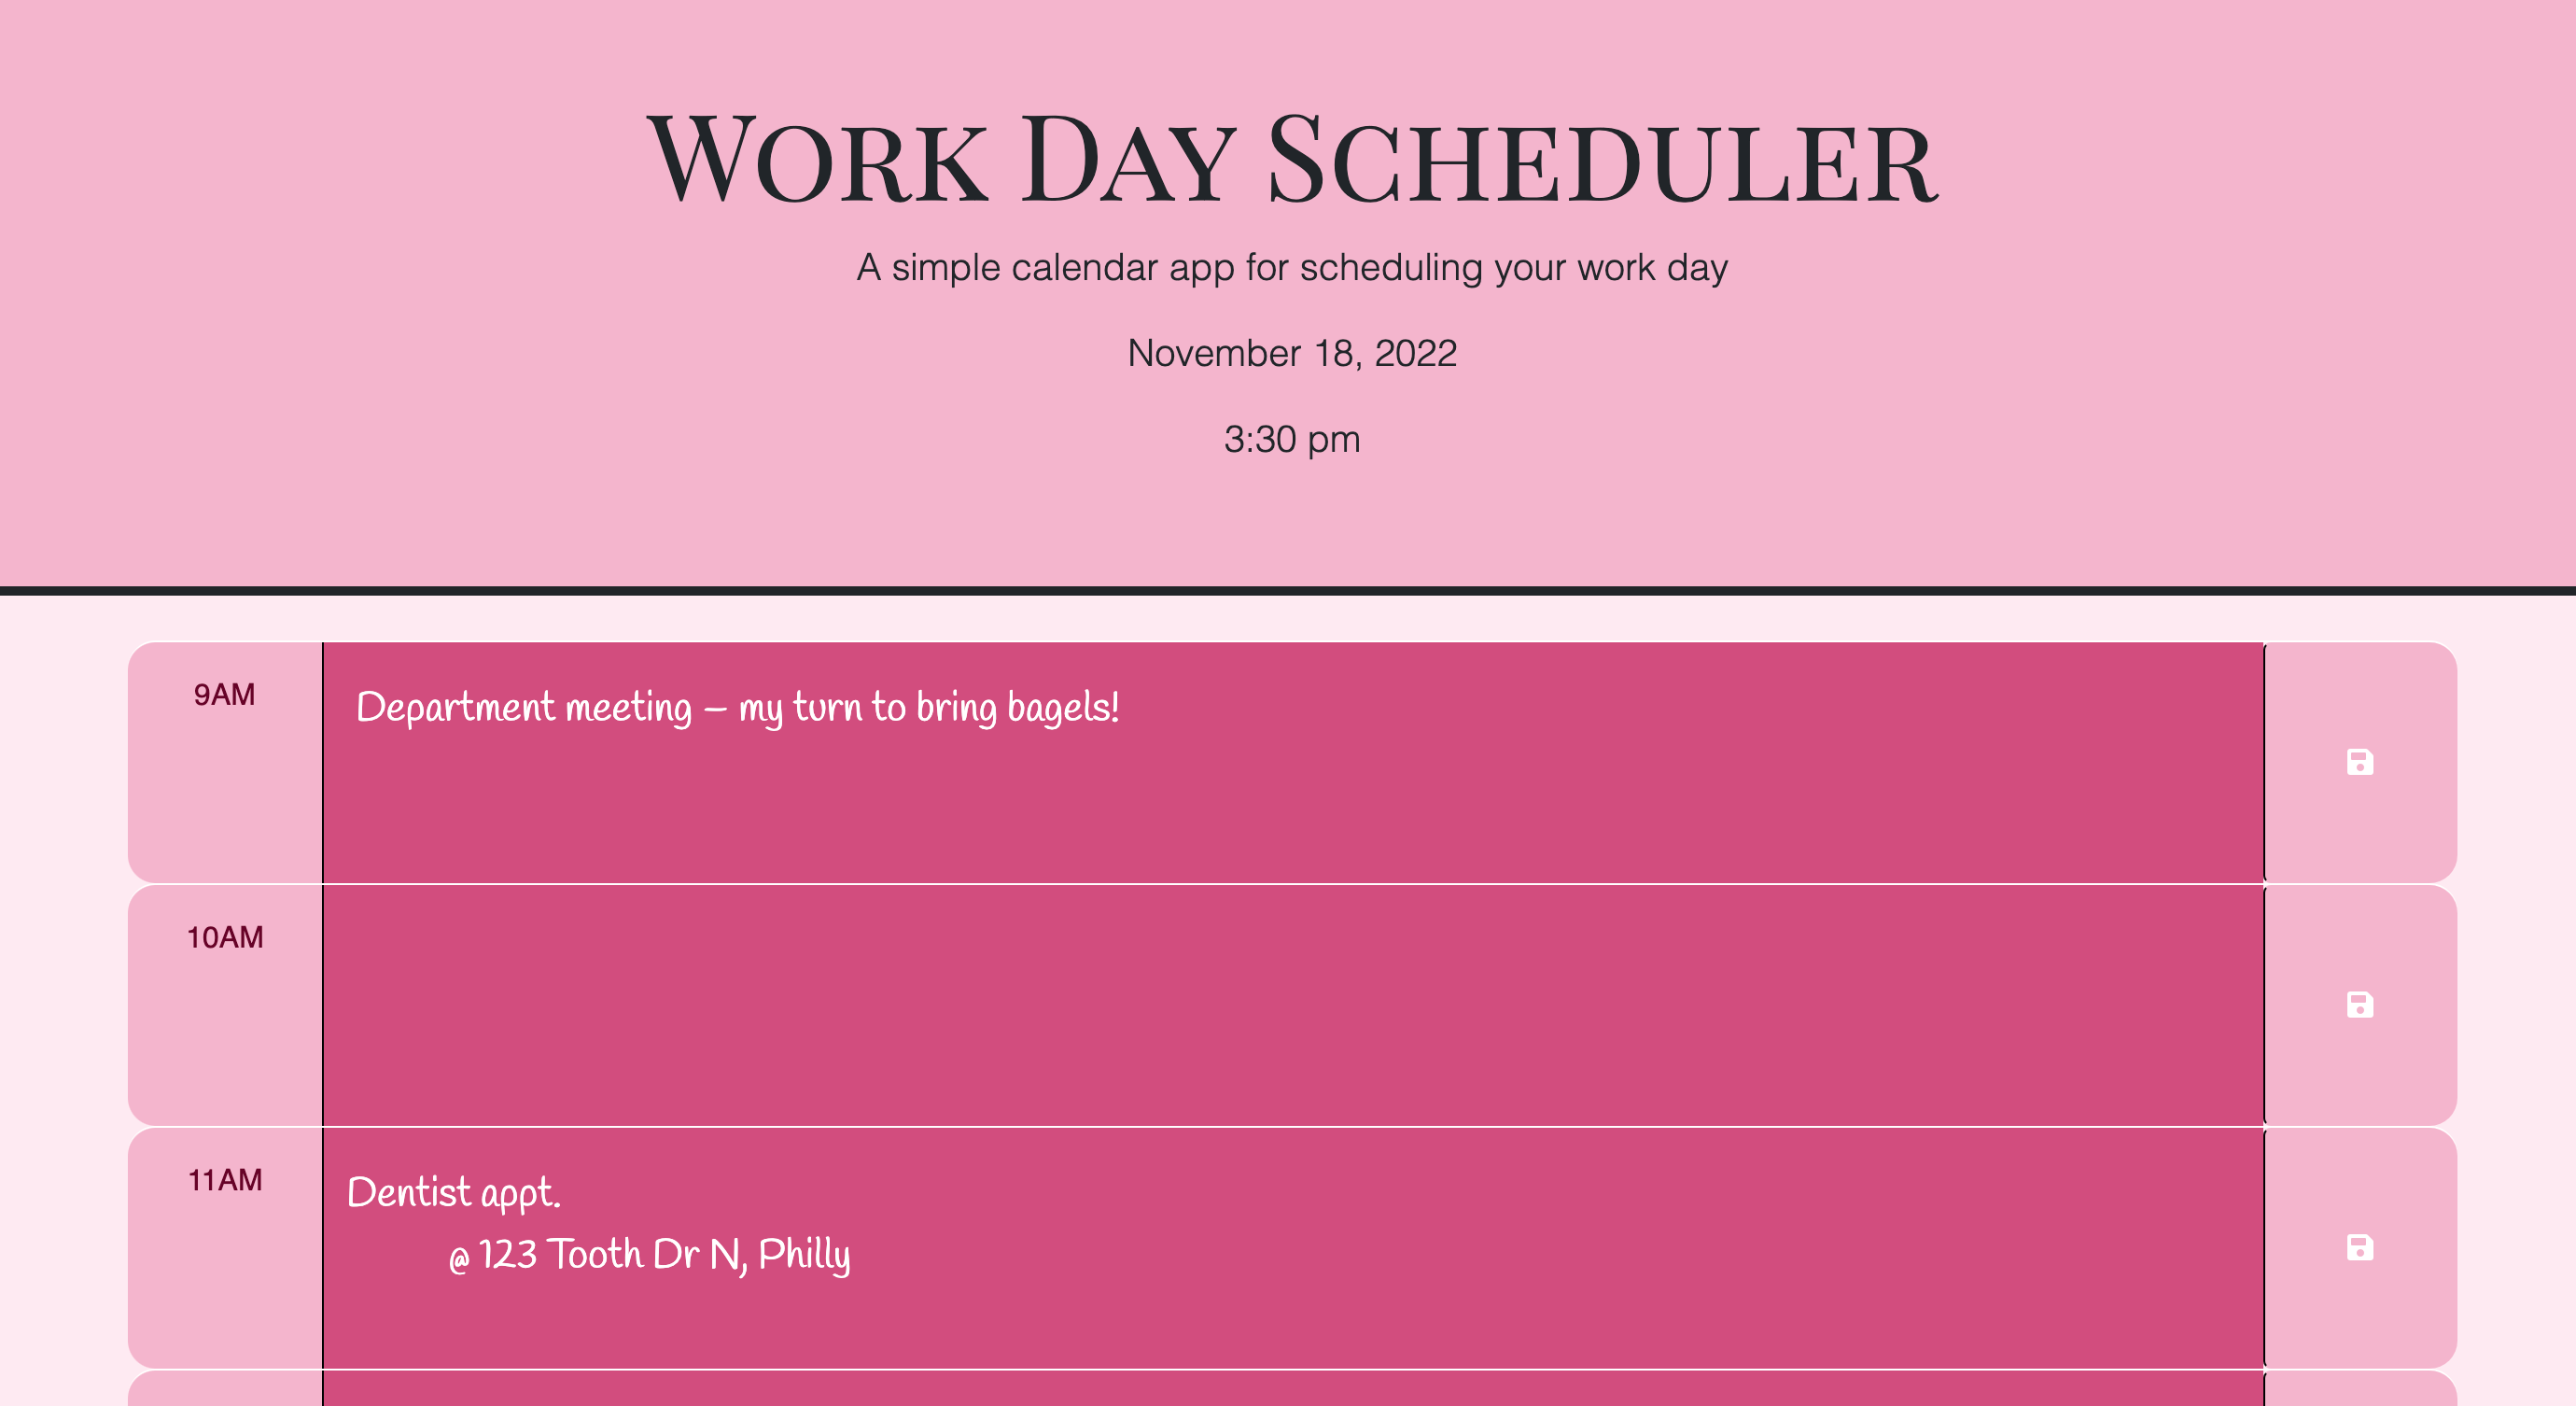 Work Day Scheduler
A simple calendar app for scheduling your work day
November 18, 2022
3:30 pm
9AM
Department meeting – my turn to bring bagels!
10AM
11AM
Dentist appt.
@ 123 Tooth Dr N, Philly